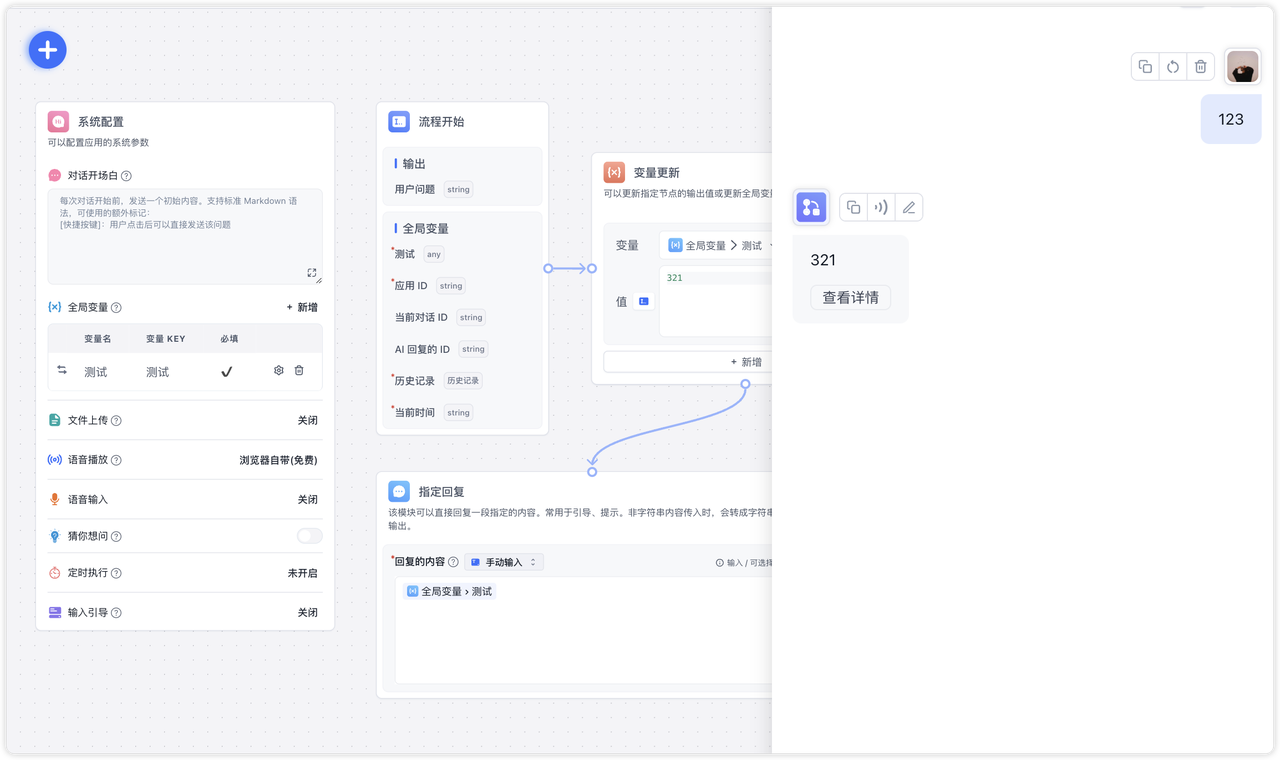 系统配置
可以配置应用的系统参数
对话开场白
每次对话开始前，发送一个初始内容。支持标准 Markdown 语
法，可使用的额外标记：
[快捷按键]：用户点击后可以直接发送该问题
全局变量
+ 新增
变量名 变量 KEY 必填
测试 测试
文件上传 关闭
语音播放 浏览器自带(免费)
语音输入 关闭
猜你想问
定时执行 未开启
输入引导 关闭
流程开始
输出
用户问题 string
全局变量
*测试 any
*应用 ID string
当前对话 ID string
AI 回复的 ID string
*历史记录 历史记录
*当前时间 string
变量更新
可以更新指定节点的输出值或更新全局变
变量 全局变量 > 测试
值 321
+ 新增
指定回复
该模块可以直接回复一段指定的内容。常用于引导、提示。非字符串内容传入时，会转成字符串
输出。
*回复的内容 手动输入 输入 / 可选择
全局变量 > 测试
123
321
查看详情